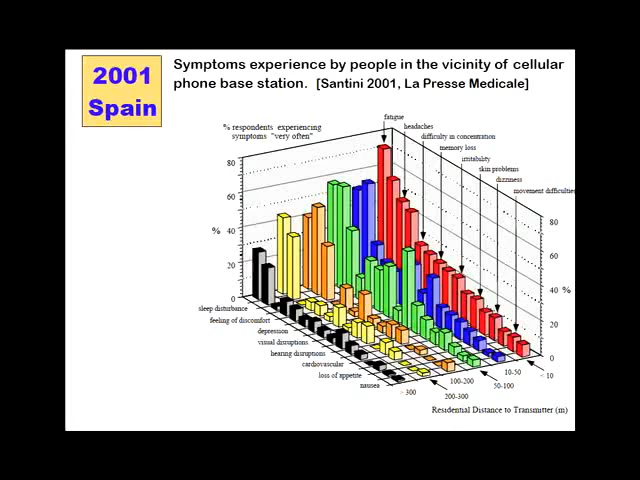 2001
Spain
Symptoms experience by people in the vicinity of cellular
phone base station. [Santini 2001, La Presse Medicale]
% respondents experiencing
symptoms "very often"
fatigue
headaches
difficulty in concentration
memory loss
irritability
skin problems
dizziness
movement difficulties
80
60
%
40
20
0
80
60
40 %
20
0
sleep disturbance
feeling of discomfort
depression
visual disruptions
hearing disruptions
cardiovascular
loss of appetite
nausea
> 300
200-300
100-200
50-100
10-50
< 10
Residential Distance to Transmitter (m)